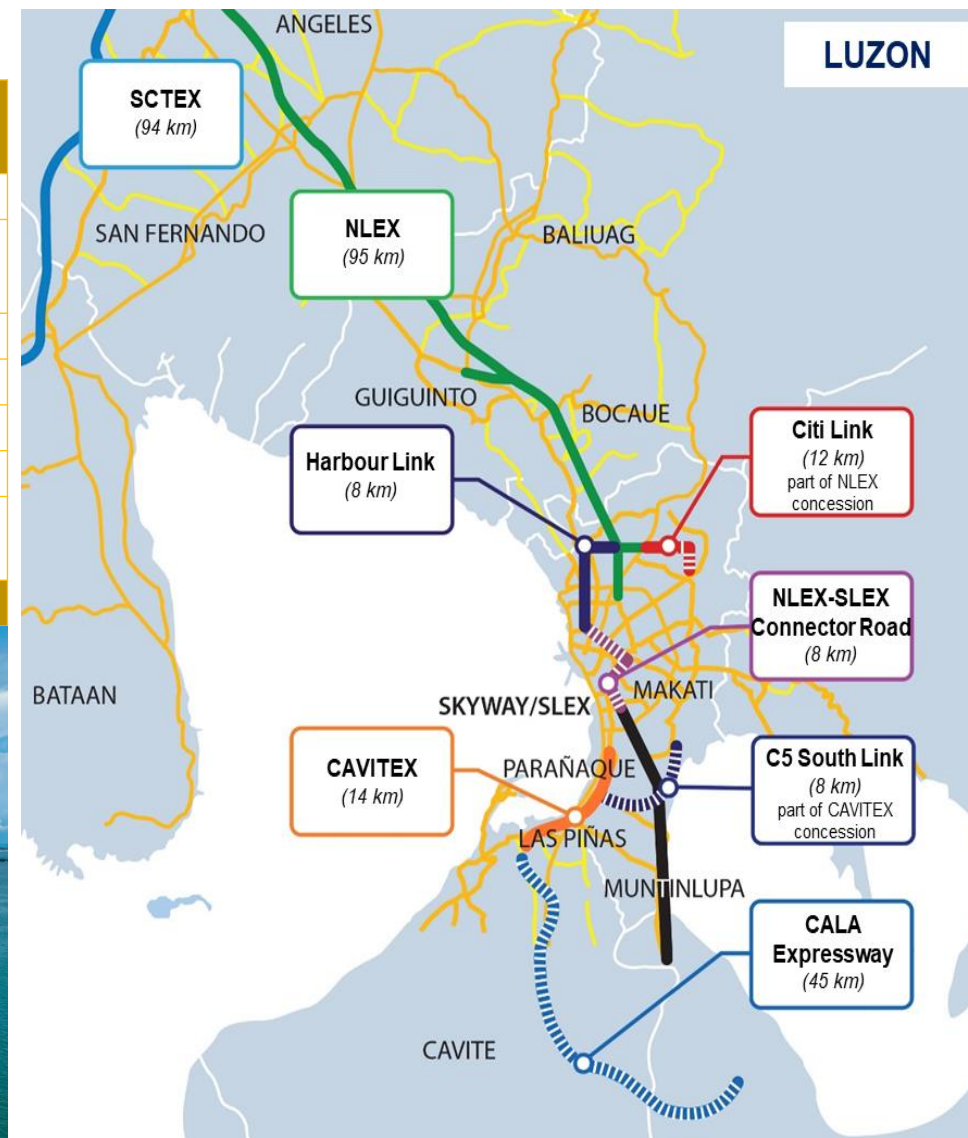 ANGELES
LUZON
SCTEX
(94 km)
SAN FERNANDO
NLEX
(95 km)
BALIUAG
GUIGUINTO
BOCAUE
Harbour Link
(8 km)
Citi Link
(12 km)
part of NLEX
concession
NLEX-SLEX
Connector Road
(8 km)
BATAAN
MAKATI
SKYWAY/SLEX
CAVITEX
(14 km)
PARAÑAQUE
C5 South Link
(8 km)
part of CAVITEX
concession
LAS PIÑAS
MUNTINLUPA
CALA
Expressway
(45 km)
CAVITE